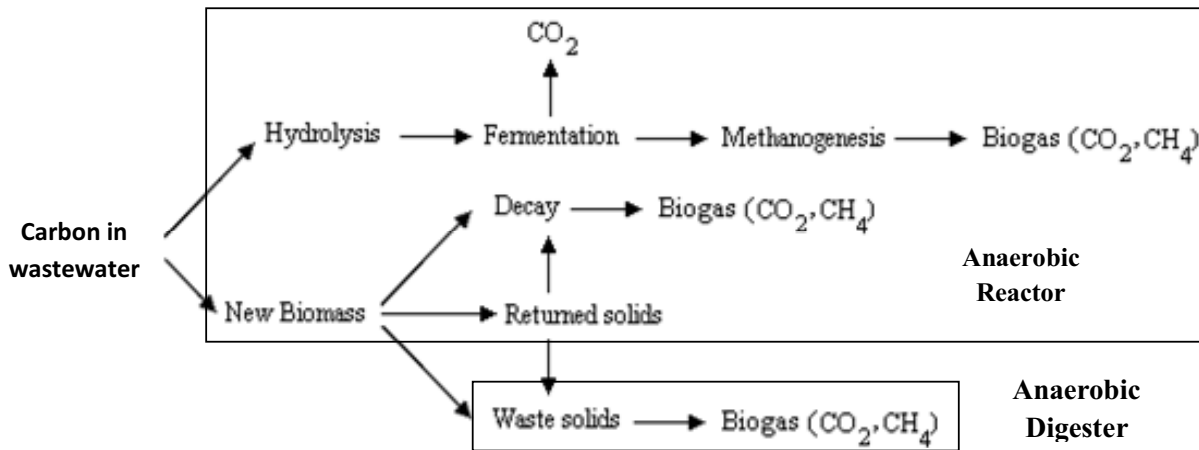 CO2
Hydrolysis
Fermentation
Methanogenesis
Biogas (CO2,CH4)
Decay
Biogas (CO2,CH4)
Carbon in
wastewater
Anaerobic
Reactor
New Biomass
Returned solids
Waste solids
Biogas (CO2,CH4)
Anaerobic
Digester